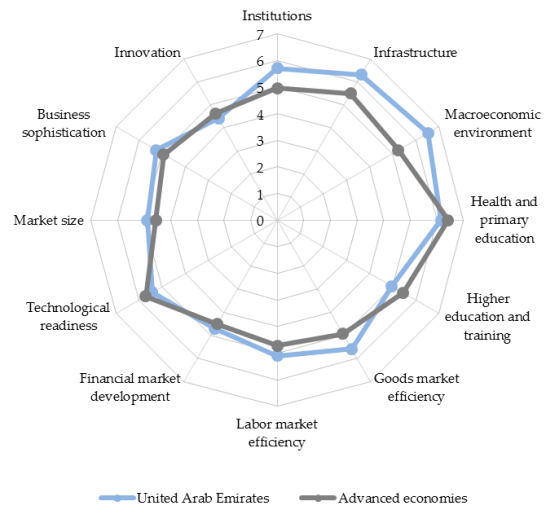 Institutions
Infrastructure
Macroeconomic
environment
Health and
primary
education
Higher
education and
training
Goods market
efficiency
Labor market
efficiency
Financial market
development
Technological
readiness
Market size
Business
sophistication
Innovation
7
6
5
4
3
2
1
0
United Arab Emirates
Advanced economies